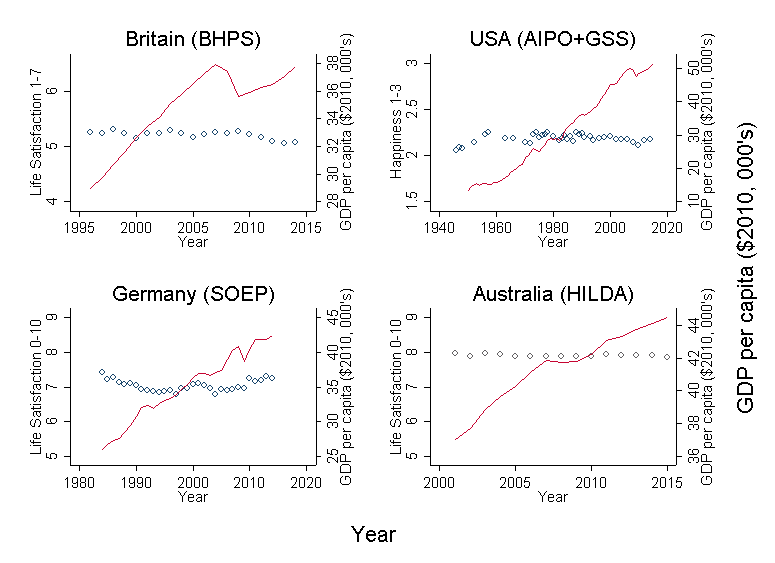 Britain (BHPS)
Life Satisfaction 1-7
4 5 6
GDP per capita ($2010, 000's)
28 30 32 34 36 38
1995 2000 2005 2010 2015
Year
USA (AIPO+GSS)
Happiness 1-3
1.5 2 2.5 3
GDP per capita ($2010, 000's)
10 20 30 40 50
1940 1960 1980 2000 2020
Year
Germany (SOEP)
Life Satisfaction 0-10
5 6 7 8 9
GDP per capita ($2010, 000's)
25 30 35 40 45
1980 1990 2000 2010 2020
Year
Australia (HILDA)
Life Satisfaction 0-10
5 6 7 8 9
GDP per capita ($2010, 000's)
36 38 40 42 44
2000 2005 2010 2015
Year
GDP per capita ($2010, 000's)
Year